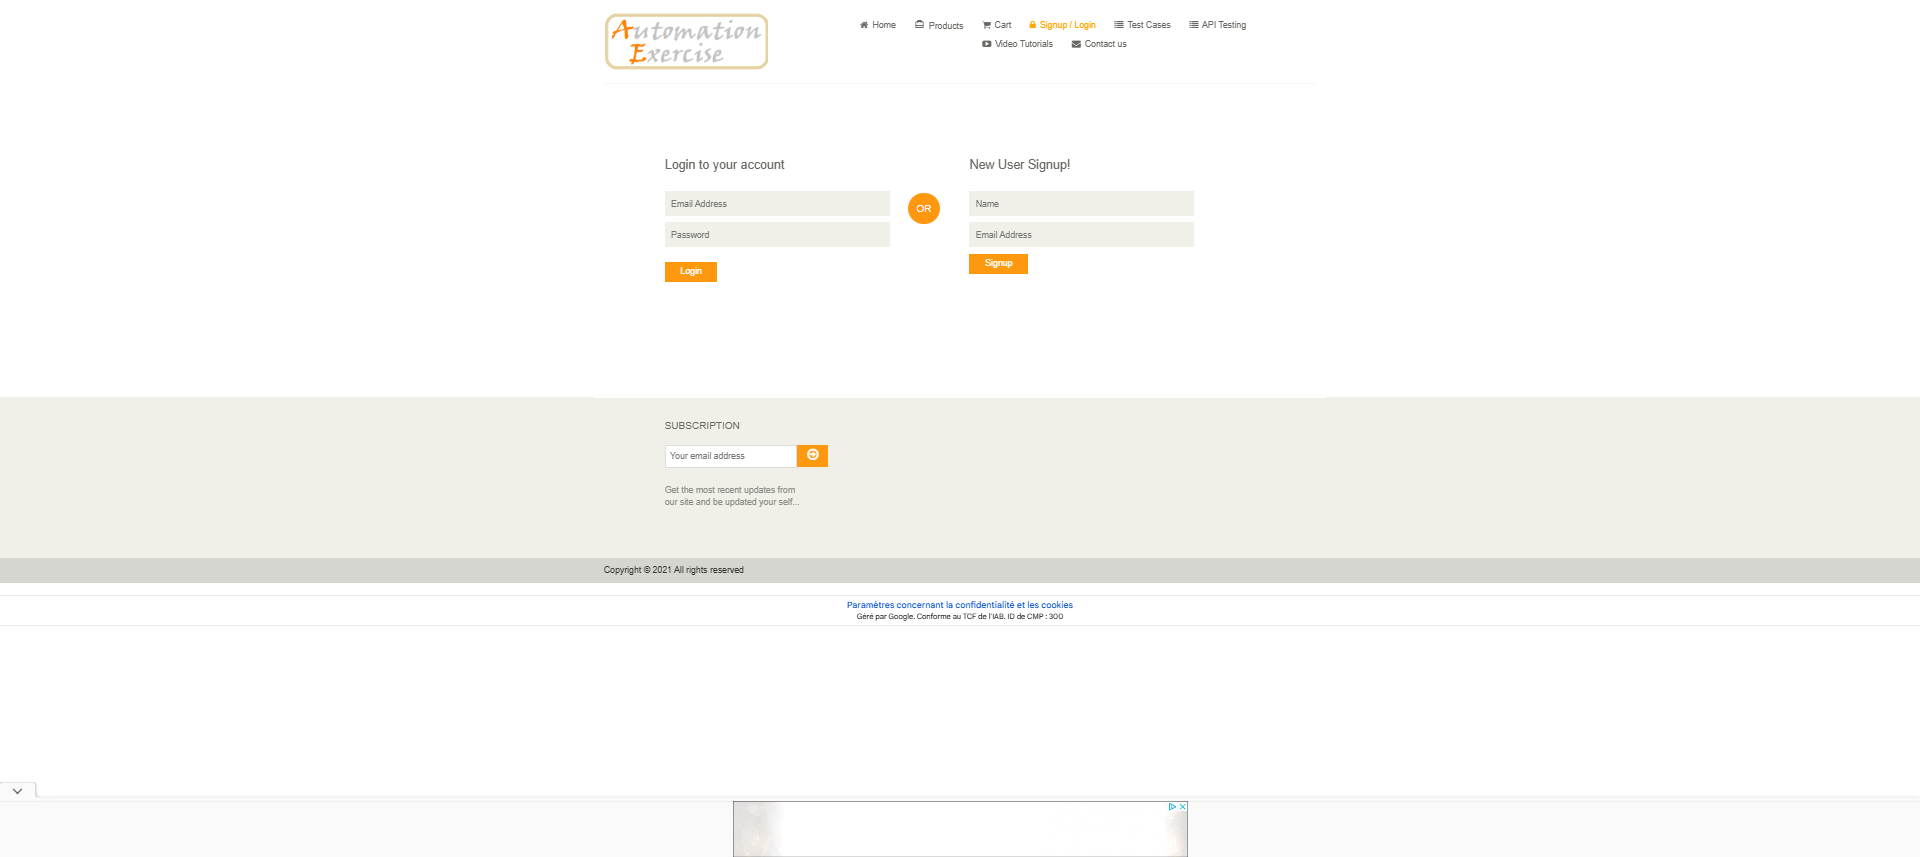 Automation
Exercise
Home
Products
Cart
Signup / Login
Test Cases
API Testing
Video Tutorials
Contact us
Login to your account
Email Address
Password
Login
OR
New User Signup!
Name
Email Address
Signup
SUBSCRIPTION
Your email address
Get the most recent updates from
our site and be updated your self...
Copyright © 2021 All rights reserved
Paramètres concernant la confidentialité et les cookies
Géré par Google. Conforme au TCF de l'IAB. ID de CMP : 300